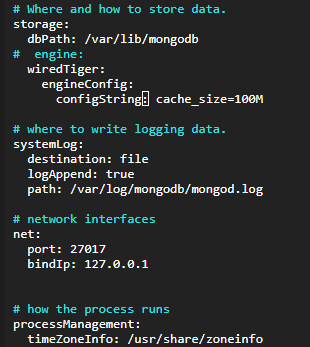 # Where and how to store data.
storage:
  dbPath: /var/lib/mongodb
#  engine:
  wiredTiger:
    engineConfig:
      configString: cache_size=100M

# where to write logging data.
systemLog:
  destination: file
  logAppend: true
  path: /var/log/mongodb/mongod.log

# network interfaces
net:
  port: 27017
  bindIp: 127.0.0.1


# how the process runs
processManagement:
  timeZoneInfo: /usr/share/zoneinfo